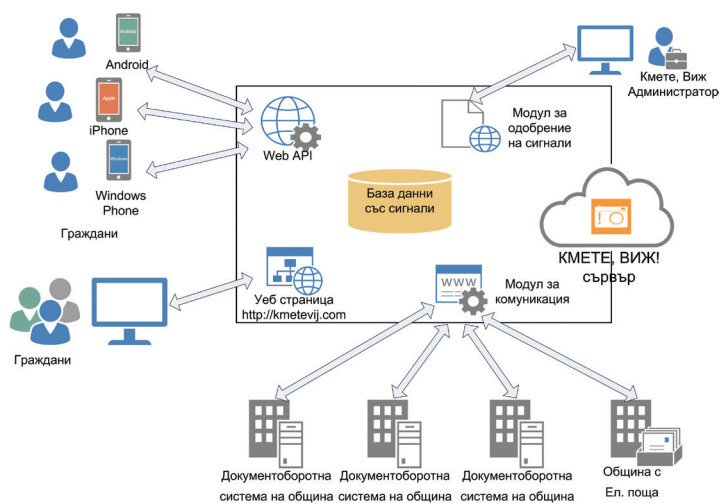 Android
Android
Apple
iPhone
Windows
Windows
Phone
Граждани
Web API
Модул за
одобрение
на сигнали
Кмете, Виж
Администратор
База данни
със сигнали
КМЕТЕ, ВИЖ!
сървър
Уеб страница
http://kmetevij.com
www
Модул за
комуникация
Граждани
Документооборотна
система на община
Документооборотна
система на община
Документооборотна
система на община
Община с
Ел. поща